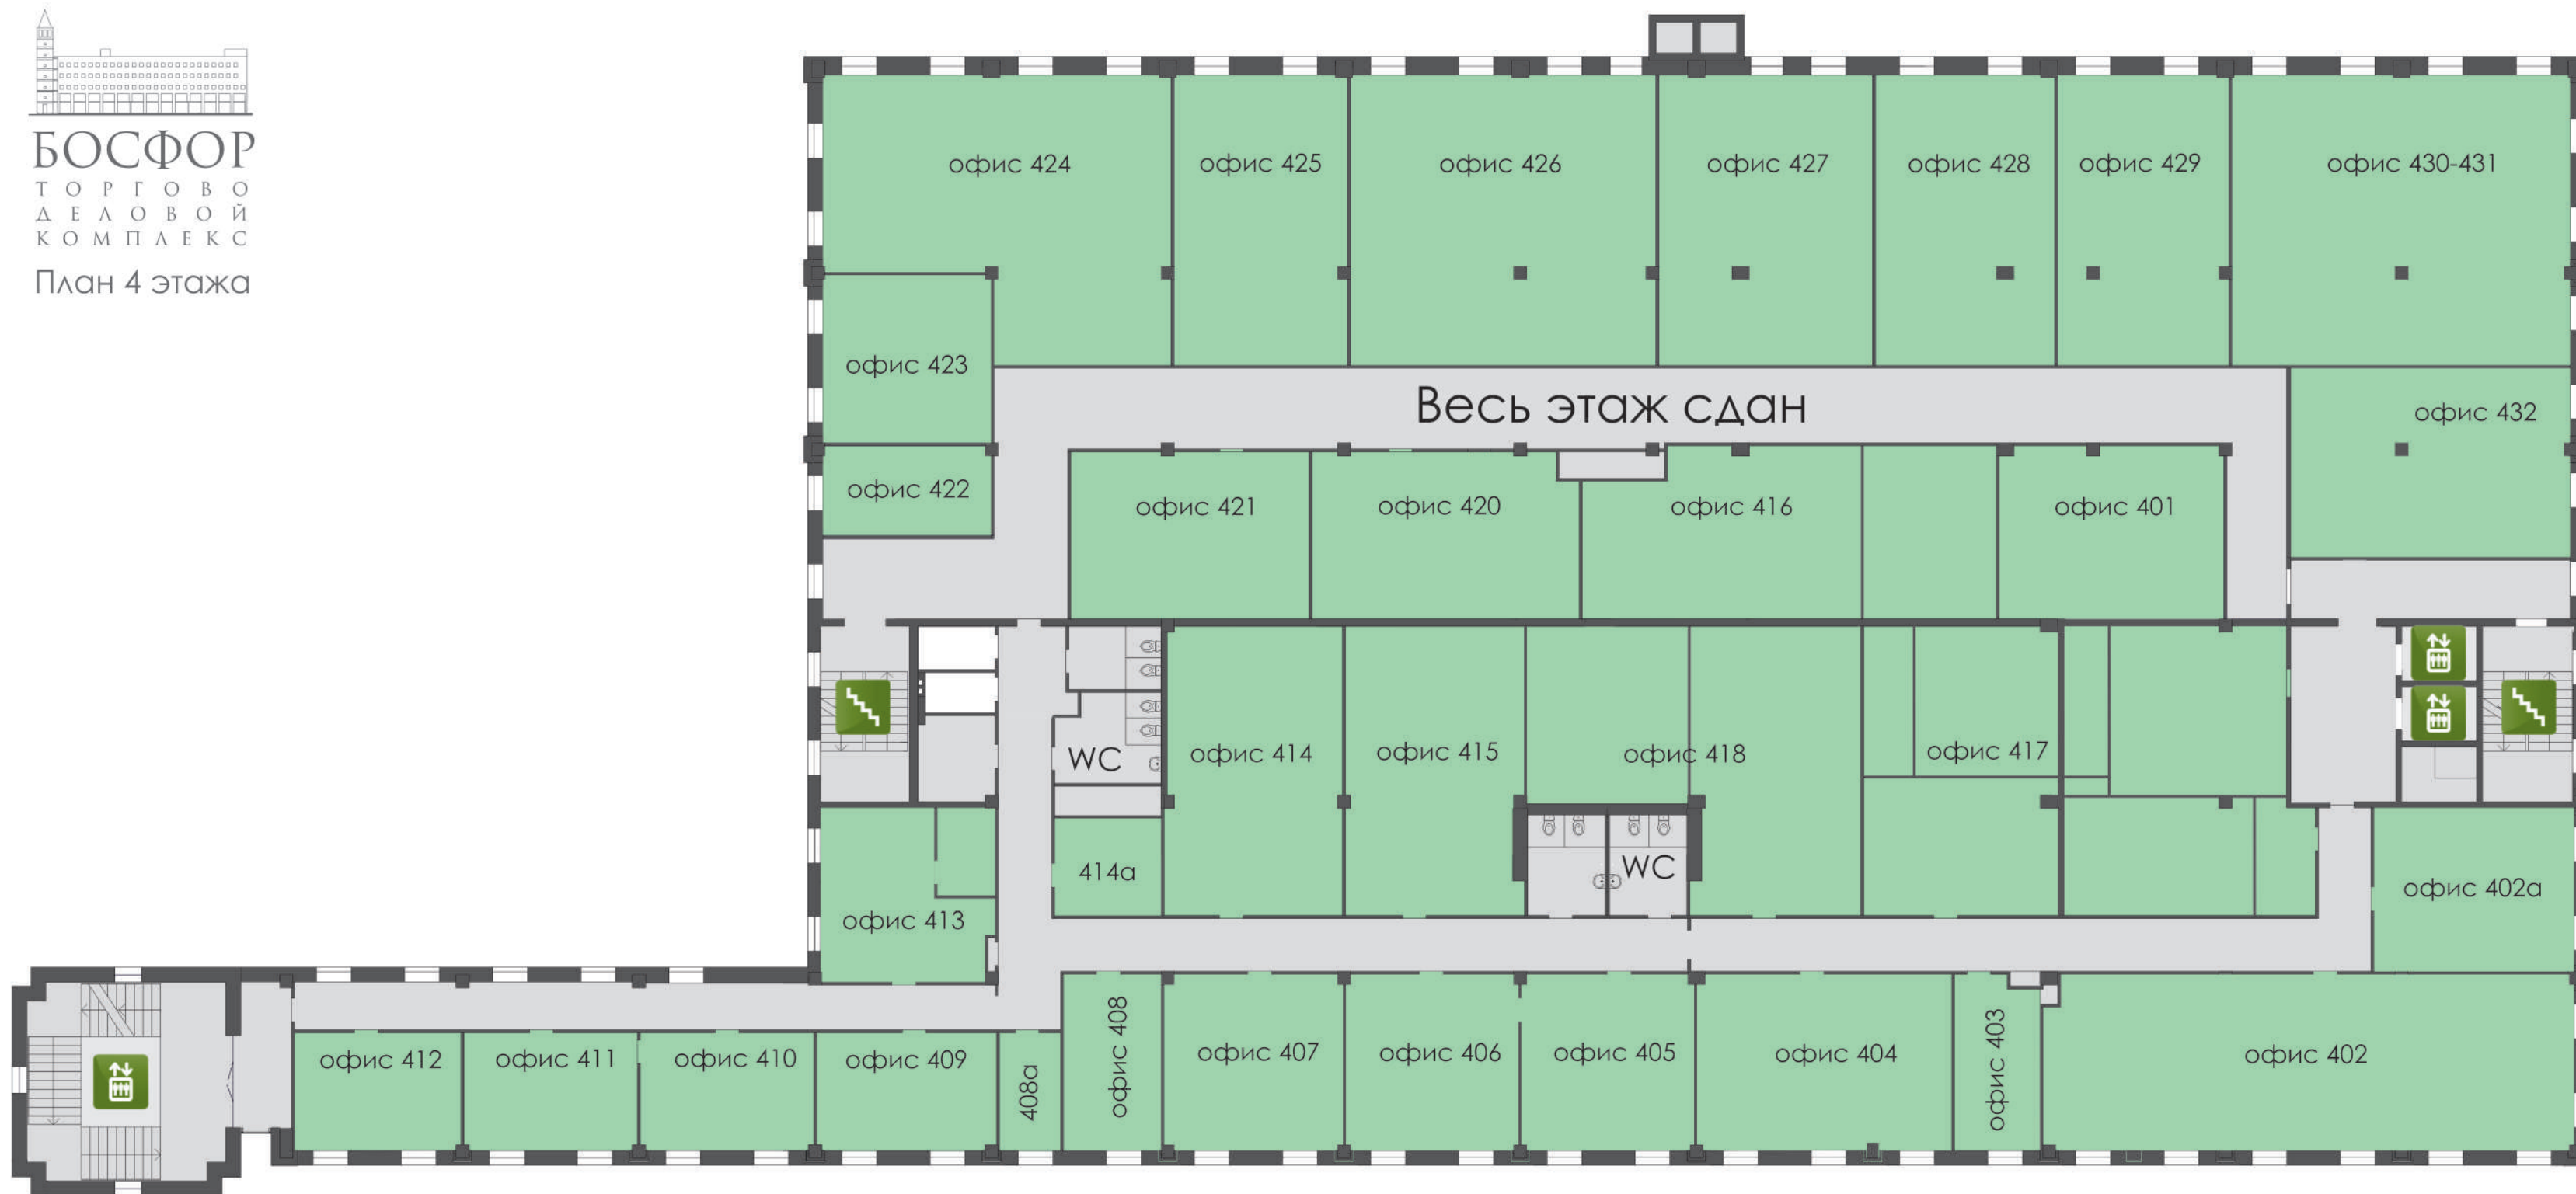 БОСФОР
ТОРГОВО
ДЕЛОВОЙ
КОМПЛЕКС
План 4 этажа
офис 424
офис 425
офис 426
офис 427
офис 428
офис 429
офис 430-431
офис 423
Весь этаж сдан
офис 432
офис 422
офис 421
офис 420
офис 416
офис 401
WC
офис 414
офис 415
офис 418
офис 417
414а
WC
офис 402а
офис 413
офис 412
офис 411
офис 410
офис 409
408а
офис 408
офис 407
офис 406
офис 405
офис 404
офис 403
офис 402